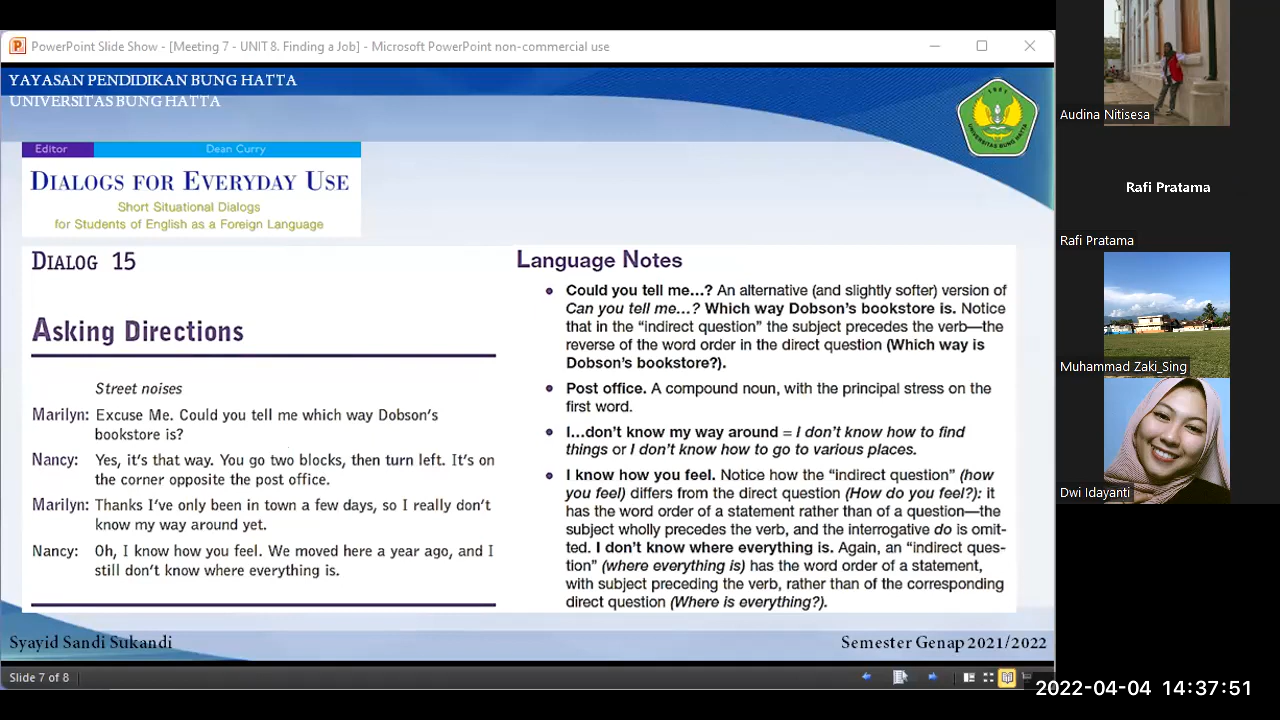 PowerPoint Slide Show - [Meeting 7 - UNIT 8. Finding a Job] - Microsoft PowerPoint non-commercial use
YAYASAN PENDIDIKAN BUNG HATTA
UNIVERSITAS BUNG HATTA
1981
UNIVERSITAS BUNG HATTA
Editor
Dean Curry
DIALOGS FOR EVERYDAY USE
Short Situational Dialogs
for Students of English as a Foreign Language
DIALOG 15
Asking Directions
Street noises
Marilyn: Excuse Me. Could you tell me which way Dobson's
bookstore is?
Nancy: Yes, it's that way. You go two blocks, then turn left. It's on
the corner opposite the post office.
Marilyn: Thanks I've only been in town a few days, so I really don't
know my way around yet.
Nancy: Oh, I know how you feel. We moved here a year ago, and I
still don't know where everything is.
Language Notes
• Could you tell me...? An alternative (and slightly softer) version of
Can you tell me...? Which way Dobson's bookstore is. Notice
that in the "indirect question" the subject precedes the verb—the
reverse of the word order in the direct question (Which way is
Dobson's bookstore?).
• Post office. A compound noun, with the principal stress on the
first word.
• I...don't know my way around = I don't know how to find
things or I don't know how to go to various places.
• I know how you feel. Notice how the "indirect question" (how
you feel) differs from the direct question (How do you feel?): it
has the word order of a statement rather than of a question—the
subject wholly precedes the verb, and the interrogative do is omit-
ted. I don't know where everything is. Again, an "indirect ques-
tion" (where everything is) has the word order of a statement,
with subject preceding the verb, rather than of the corresponding
direct question (Where is everything?).
Syayid Sandi Sukandi
Semester Genap 2021/2022
Slide 7 of 8
Audina Nitisesa
Rafi Pratama
Rafi Pratama
Muhammad Zaki_Sing
Dwi Idayanti
2022-04-04 14:37:51